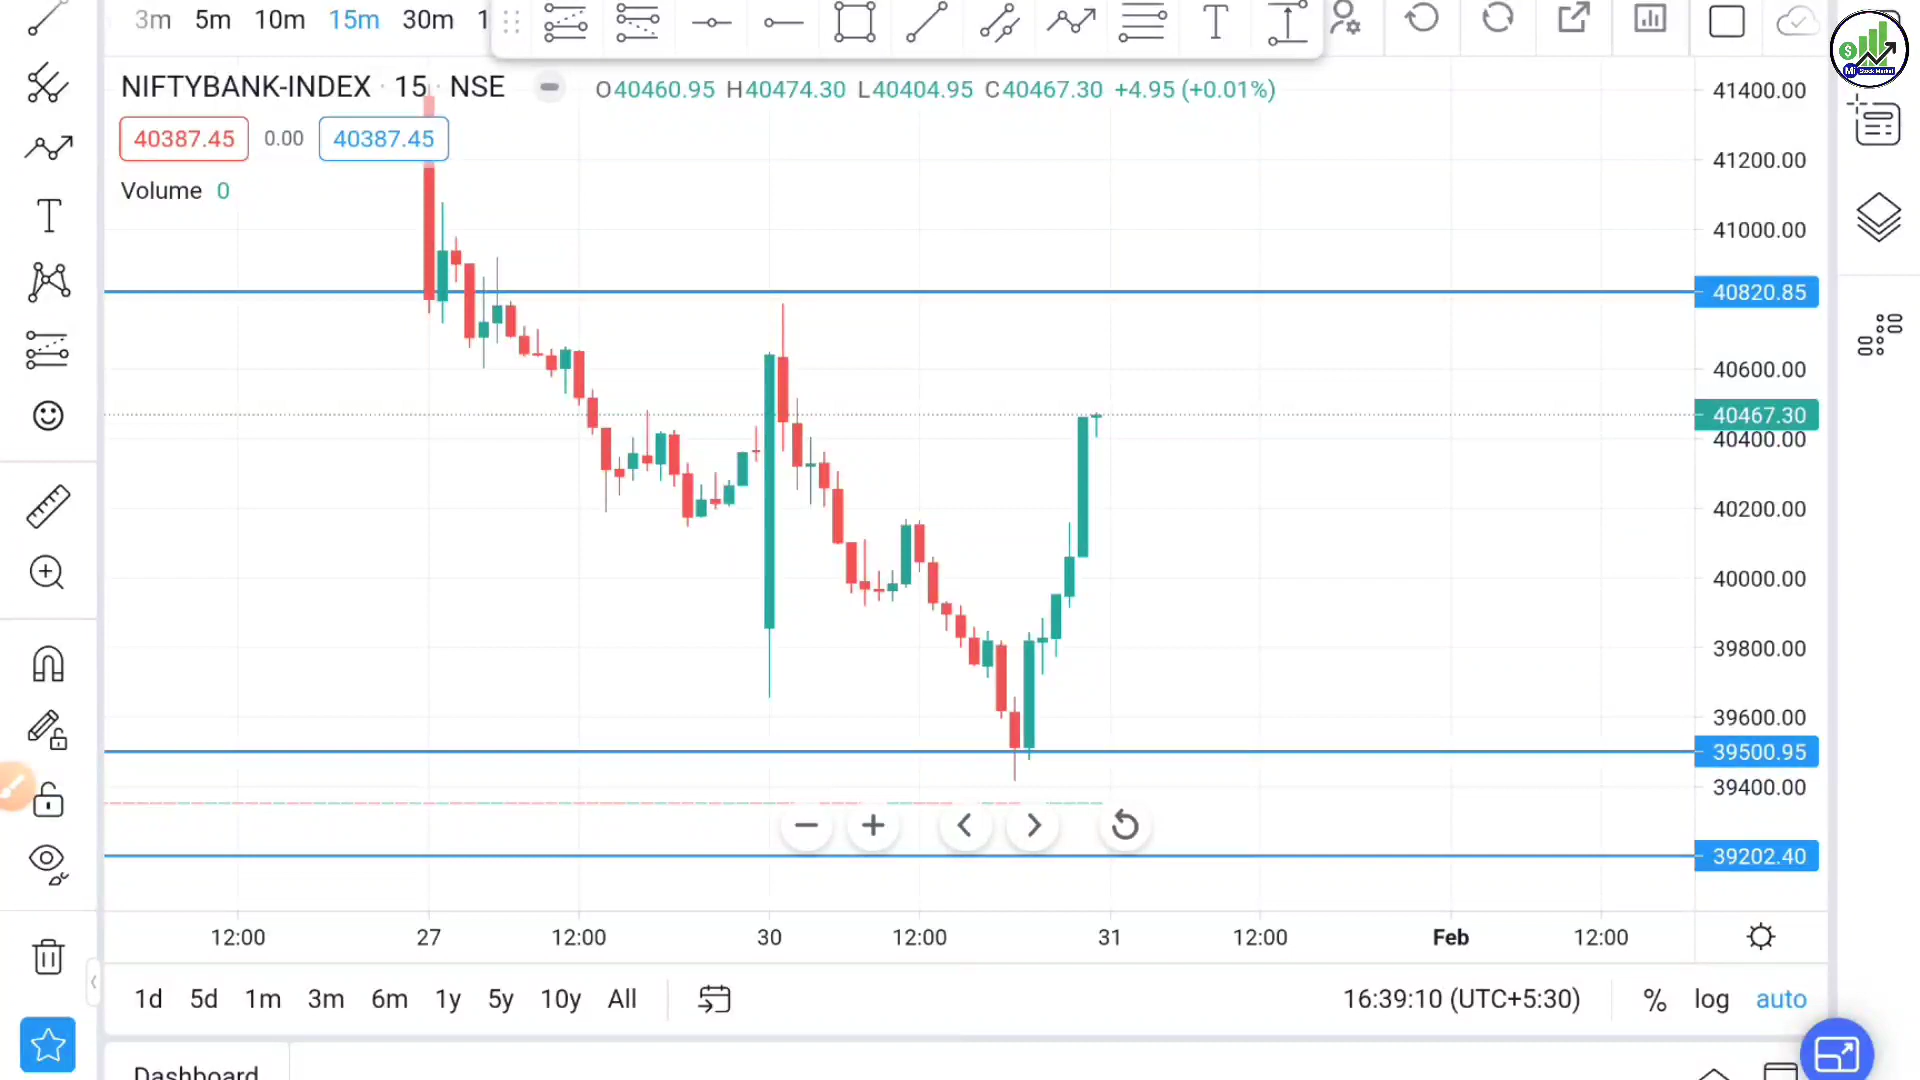 3m 5m 10m 15m 30m 1
NIFTYBANK-INDEX · 15 · NSE
O40460.95 H40474.30 L40404.95 C40467.30 +4.95 (+0.01%)
40387.45 0.00 40387.45
Volume 0
41400.00
41200.00
41000.00
40820.85
40600.00
40467.30
40400.00
40200.00
40000.00
39800.00
39600.00
39500.95
39400.00
39202.40
12:00 27 12:00 30 12:00 31 12:00 Feb 12:00
1d 5d 1m 3m 6m 1y 5y 10y All
16:39:10 (UTC+5:30) % log auto
Dashboard
Mi Stock Market